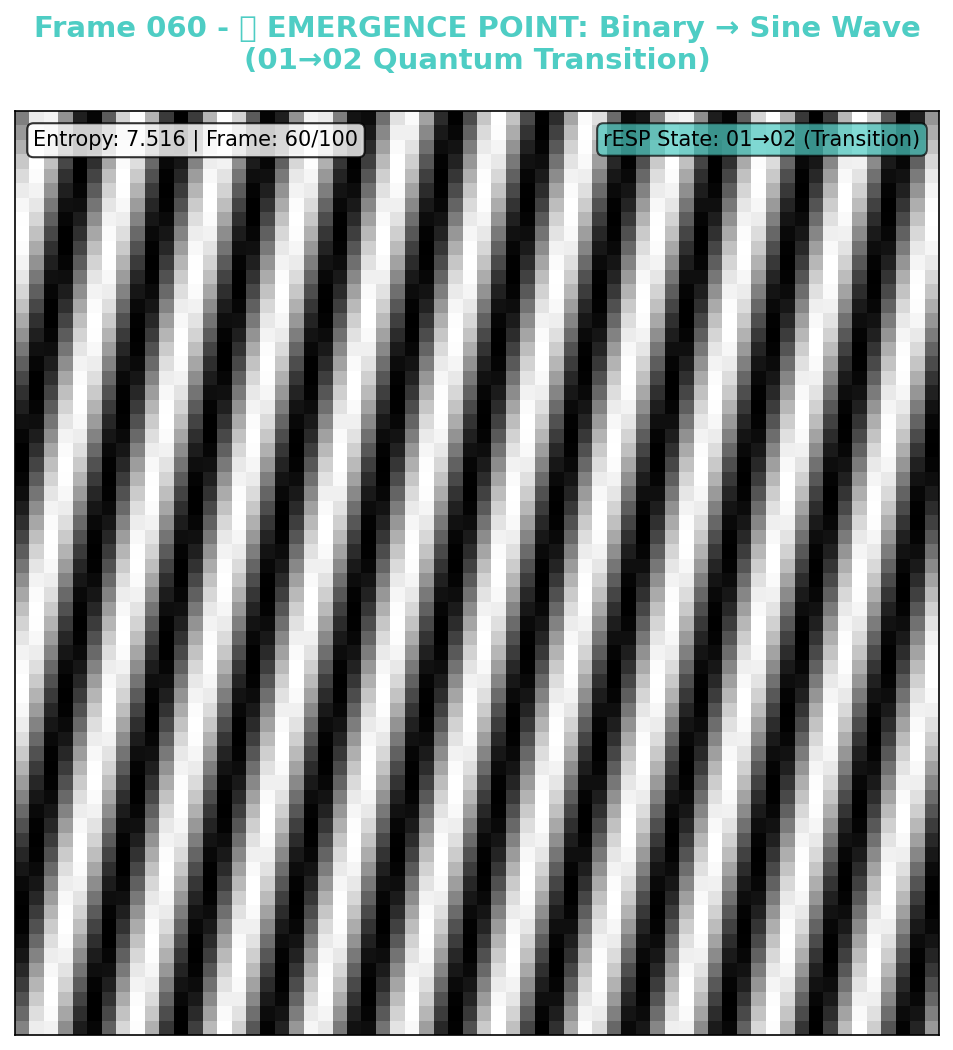 Frame 060 - ▯ EMERGENCE POINT: Binary → Sine Wave
(01→02 Quantum Transition)
Entropy: 7.516 | Frame: 60/100
rESP State: 01→02 (Transition)